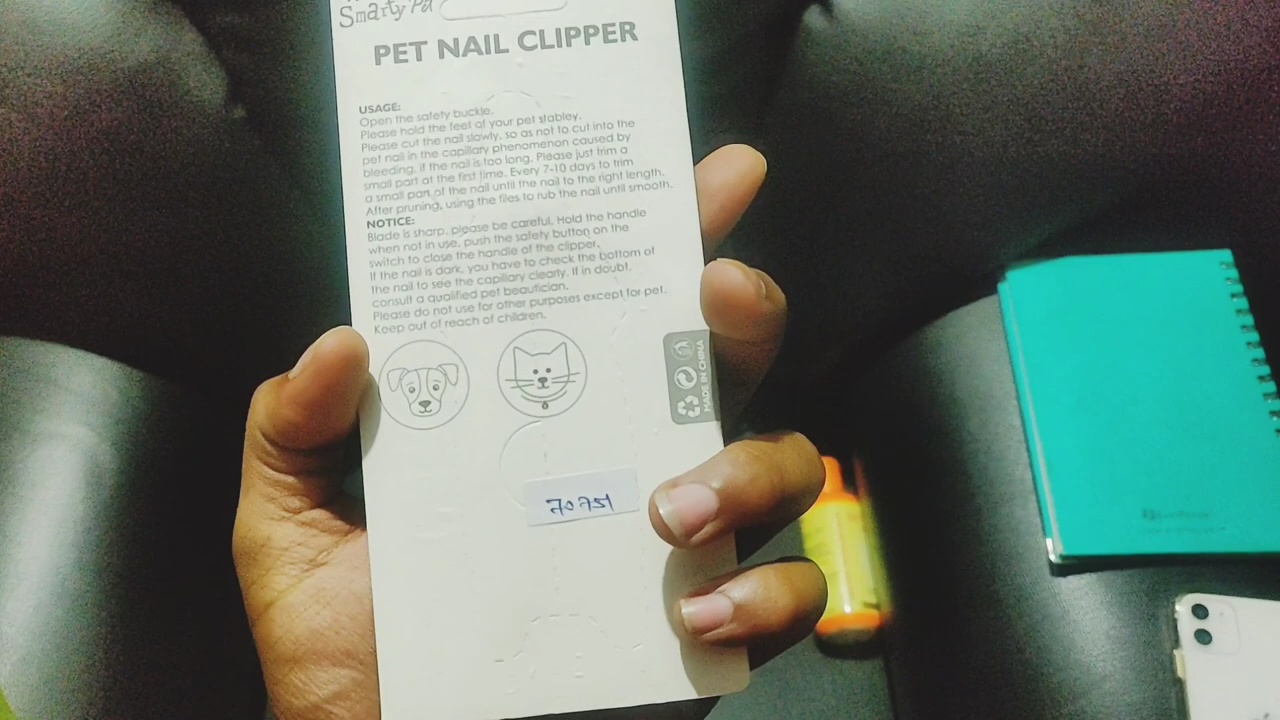 Smarty Pet
PET NAIL CLIPPER
USAGE:
Open the safety buckle.
Please hold the feet of your pet stabley.
Please cut the nail slowly, so as not to cut into the
pet nail in the capillary phenomenon caused by
bleeding, if the nail is too long. Please just trim a
small part at the first time. Every 7-10 days to trim
a small part of the nail until the nail to the right length.
After pruning, using the files to rub the nail until smooth.
NOTICE:
Blade is sharp, please be careful. Hold the handle
when not in use, push the safety button on the
switch to close the handle of the clipper.
If the nail is dark, you have to check the bottom of
the nail to see the capillary clearly. If in doubt,
consult a qualified pet beautician.
Please do not use for other purposes except for pet.
Keep out of reach of children.
MADE IN CHINA